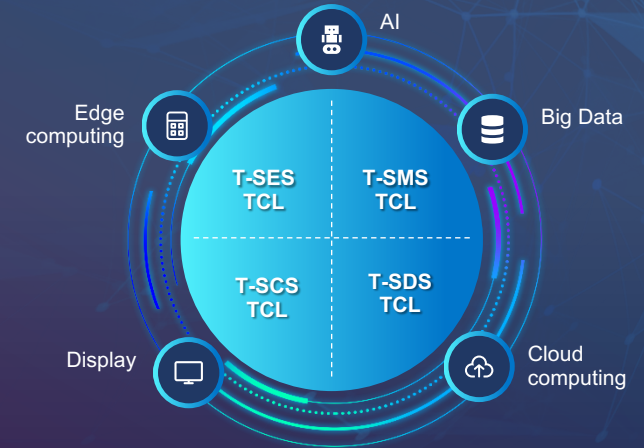 AI
Edge
computing
Big Data
T-SES
TCL
T-SMS
TCL
T-SCS
TCL
T-SDS
TCL
Display
Cloud
computing